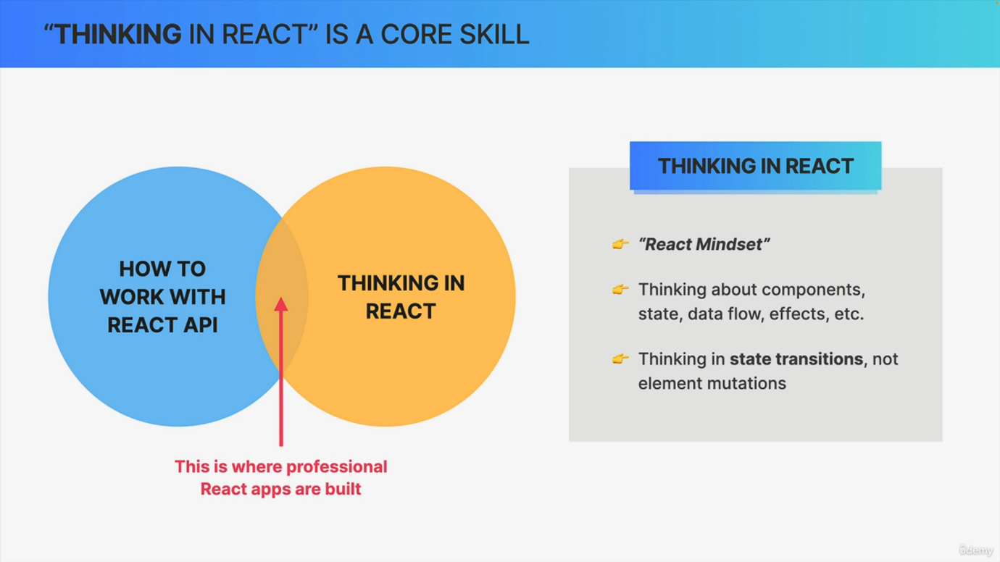 “THINKING IN REACT” IS A CORE SKILL
HOW TO
WORK WITH
REACT API
THINKING IN
REACT
This is where professional
React apps are built
THINKING IN REACT
👉 “React Mindset”
👉 Thinking about components,
state, data flow, effects, etc.
👉 Thinking in state transitions, not
element mutations
ûdemy